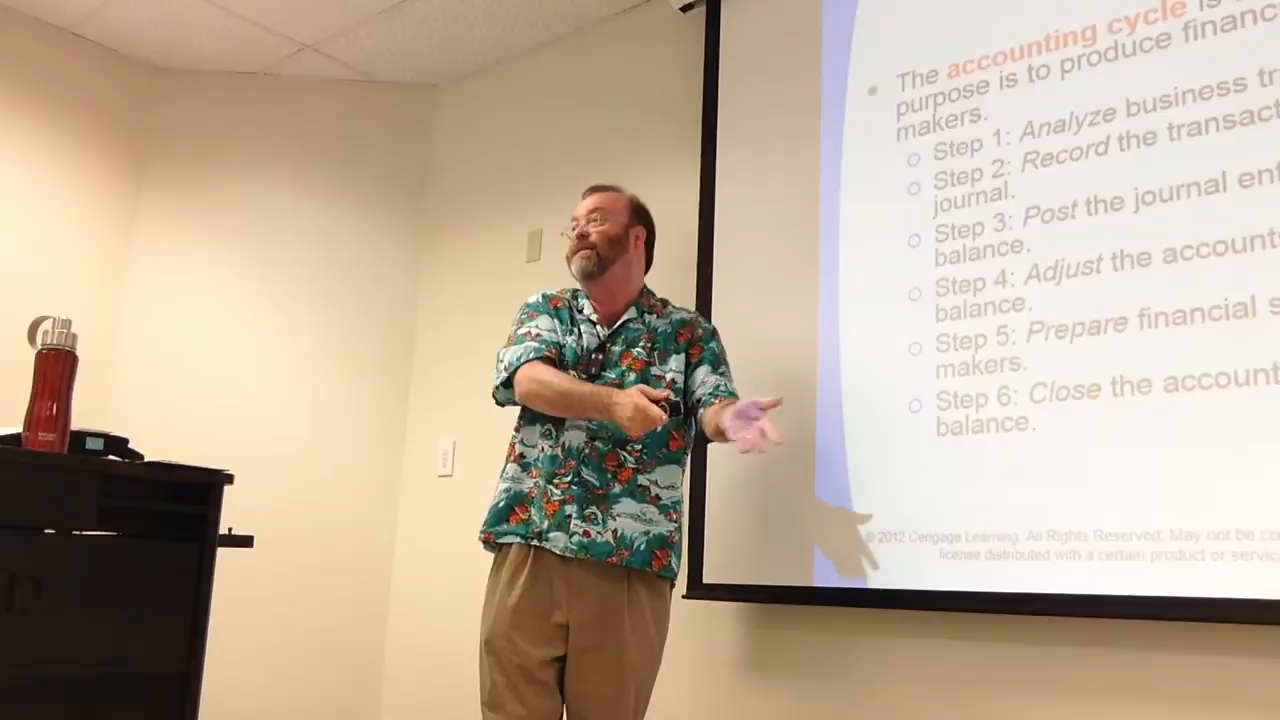 The accounting cycle is
purpose is to produce financ
makers.
Step 1: Analyze business tr
Step 2: Record the transact
journal.
Step 3: Post the journal ent
balance.
Step 4: Adjust the accounts
balance.
Step 5: Prepare financial s
makers.
Step 6: Close the account
balance.
© 2012 Cengage Learning. All Rights Reserved. May not be co
license distributed with a certain product or servic